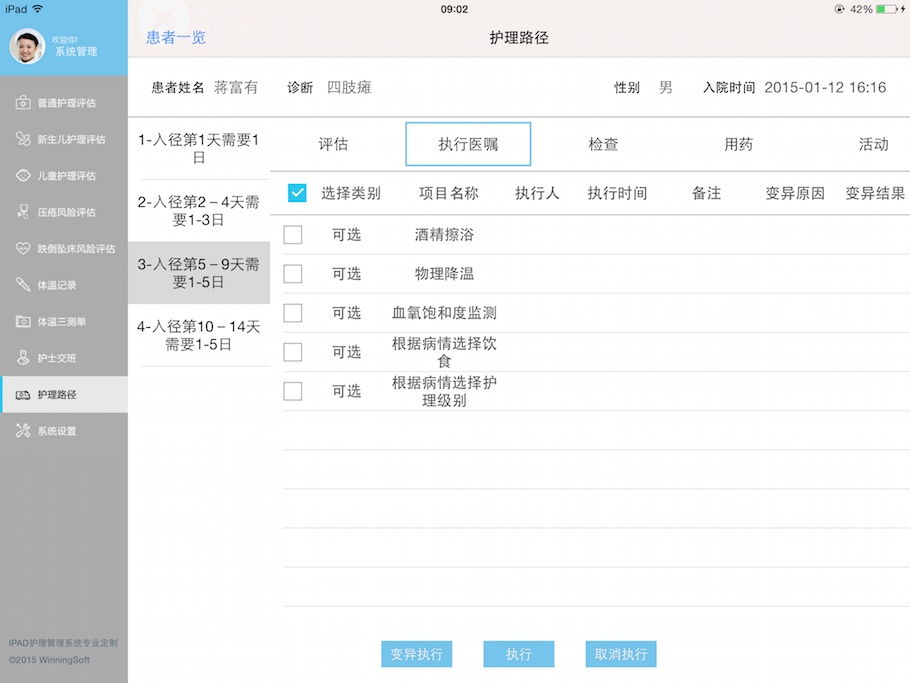 iPad 09:02 42%
欢迎您!
系统管理
患者一览 护理路径
患者姓名 蒋富有 诊断 四肢瘫 性别 男 入院时间 2015-01-12 16:16
普通护理评估
新生儿护理评估
儿童护理评估
压疮风险评估
跌倒坠床风险评估
体温记录
体温三测单
护士交班
护理路径
系统设置
IPAD护理管理系统专业定制
©2015 WinningSoft
1-入径第1天需要1
日
2-入径第2-4天需
要1-3日
3-入径第5-9天需
要1-5日
4-入径第10-14天
需要1-5日
评估 执行医嘱 检查 用药 活动
选择类别 项目名称 执行人 执行时间 备注 变异原因 变异结果
可选 酒精擦浴
可选 物理降温
可选 血氧饱和度监测
可选 根据病情选择饮
食
可选 根据病情选择护
理级别
变异执行 执行 取消执行